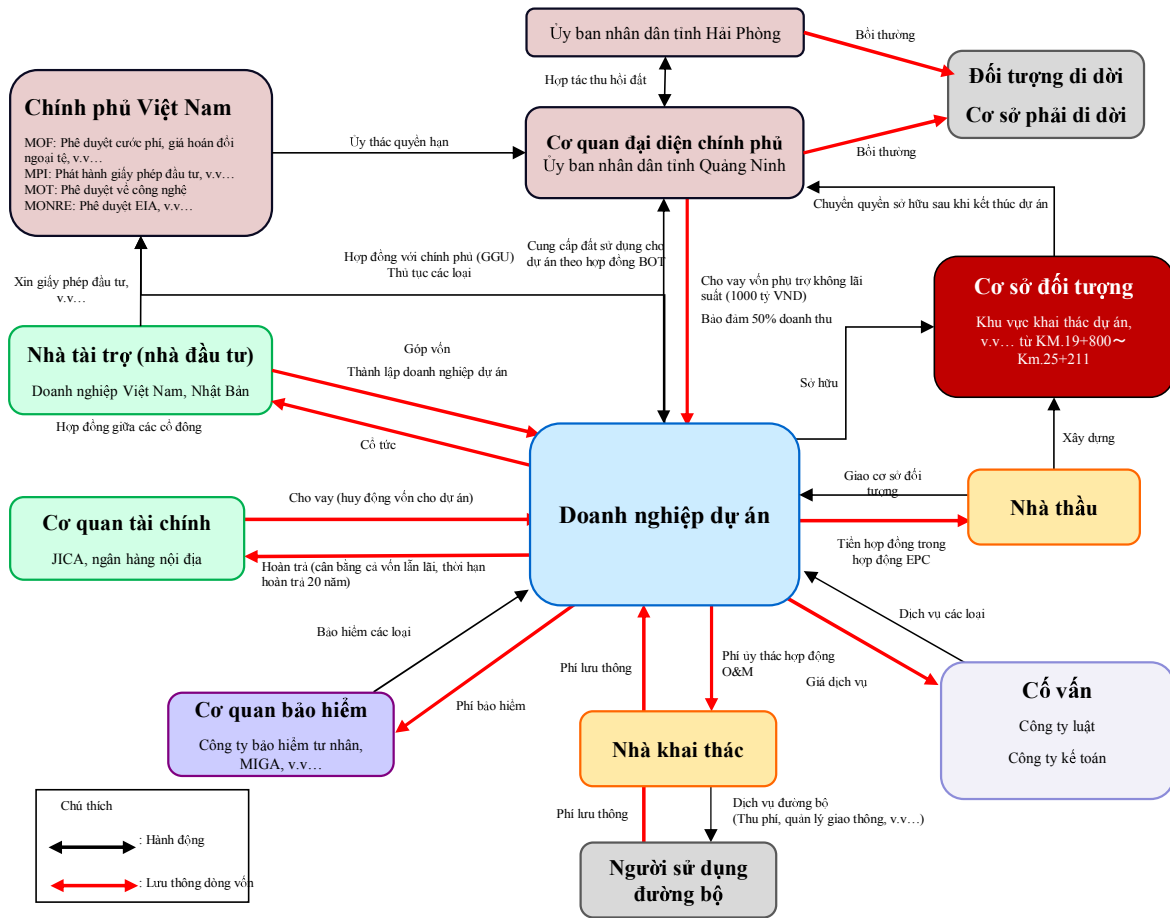 Ủy ban nhân dân tỉnh Hải Phòng
Bồi thường
Hợp tác thu hồi đất
Đối tượng di dời
Cơ sở phải di dời
Chính phủ Việt Nam
MOF: Phê duyệt cước phí, giá hoán đổi
ngoại tệ, v.v…
MPI: Phát hành giấy phép đầu tư, v.v…
MOT: Phê duyệt về công nghệ
MONRE: Phê duyệt EIA, v.v…
Ủy thác quyền hạn
Cơ quan đại diện chính phủ
Ủy ban nhân dân tỉnh Quảng Ninh
Bồi thường
Chuyển quyền sở hữu sau khi kết thúc dự án
Hợp đồng với chính phủ (GGU)
Thủ tục các loại
Cung cấp đất sử dụng cho
dự án theo hợp đồng BOT
Xin giấy phép đầu tư,
v.v…
Cho vay vốn phụ trợ không lãi
suất (1000 tỷ VND)
Bảo đảm 50% doanh thu
Cơ sở đối tượng
Khu vực khai thác dự án,
v.v… từ KM.19+800～
Km.25+211
Nhà tài trợ (nhà đầu tư)
Doanh nghiệp Việt Nam, Nhật Bản
Góp vốn
Thành lập doanh nghiệp dự án
Sở hữu
Hợp đồng giữa các cổ đông
Cổ tức
Xây dựng
Doanh nghiệp dự án
Giao cơ sở đối
tượng
Nhà thầu
Cơ quan tài chính
JICA, ngân hàng nội địa
Cho vay (huy động vốn cho dự án)
Tiền hợp đồng trong
hợp động EPC
Hoàn trả (cân bằng cả vốn lẫn lãi, thời hạn
hoàn trả 20 năm)
Bảo hiểm các loại
Dịch vụ các loại
Phí lưu thông
Phí ủy thác hợp động
O&M
Giá dịch vụ
Cơ quan bảo hiểm
Công ty bảo hiểm tư nhân,
MIGA, v.v…
Phí bảo hiểm
Nhà khai thác
Cố vấn
Công ty luật
Công ty kế toán
Chú thích
: Hành động
: Lưu thông dòng vốn
Phí lưu thông
Dịch vụ đường bộ
(Thu phí, quản lý giao thông, v.v…)
Người sử dụng
đường bộ